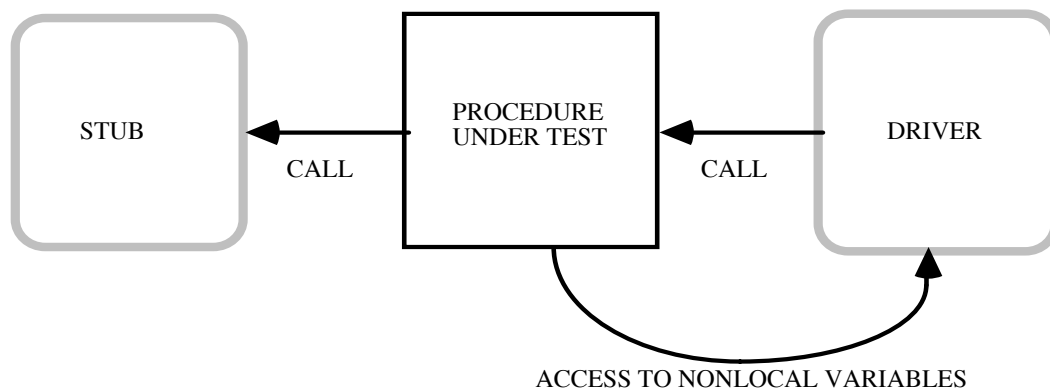 STUB
PROCEDURE
UNDER TEST
DRIVER
CALL
CALL
ACCESS TO NONLOCAL VARIABLES